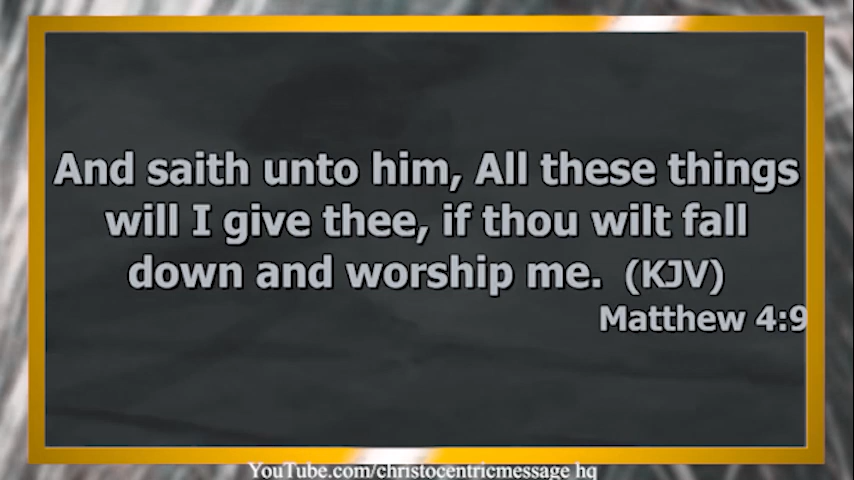 And saith unto him, All these things
will I give thee, if thou wilt fall
down and worship me. (KJV)
Matthew 4:9
YouTube.com/christocentricmessage hq